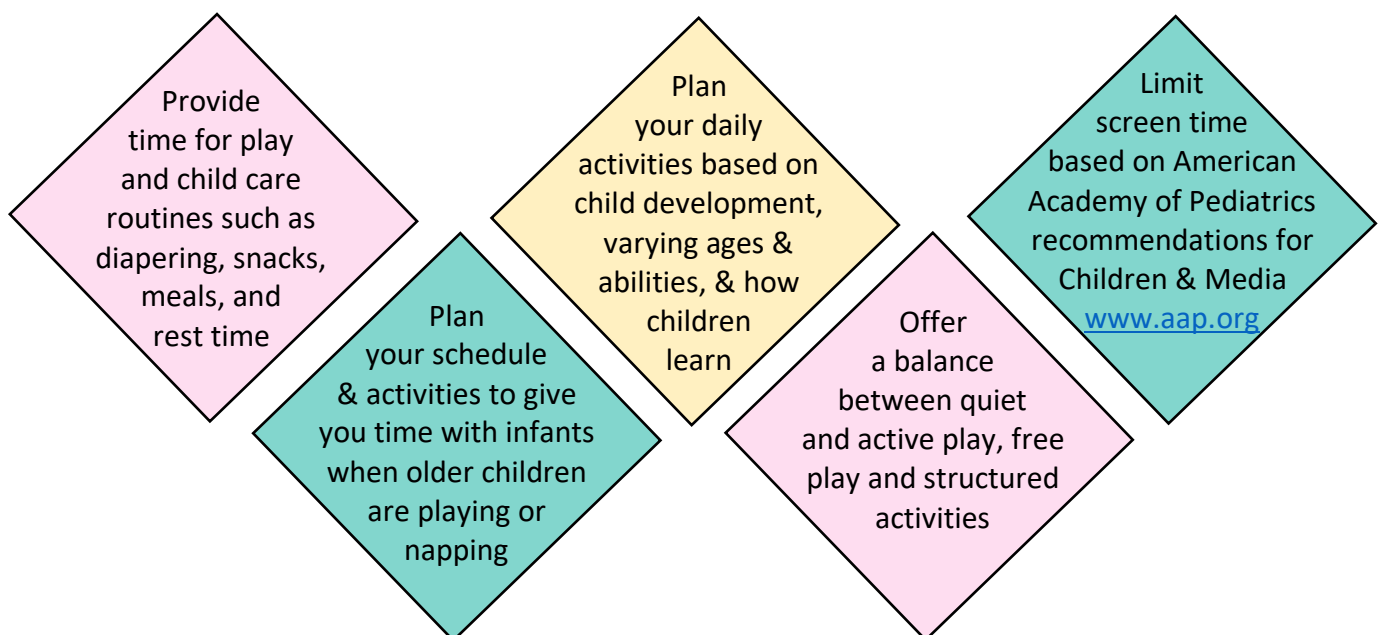 Provide
time for play
and child care
routines such as
diapering, snacks,
meals, and
rest time
Plan
your schedule
& activities to give
you time with infants
when older children
are playing or
napping
Plan
your daily
activities based on
child development,
varying ages &
abilities, & how
children
learn
Offer
a balance
between quiet
and active play, free
play and structured
activities
Limit
screen time
based on American
Academy of Pediatrics
recommendations for
Children & Media
www.aap.org